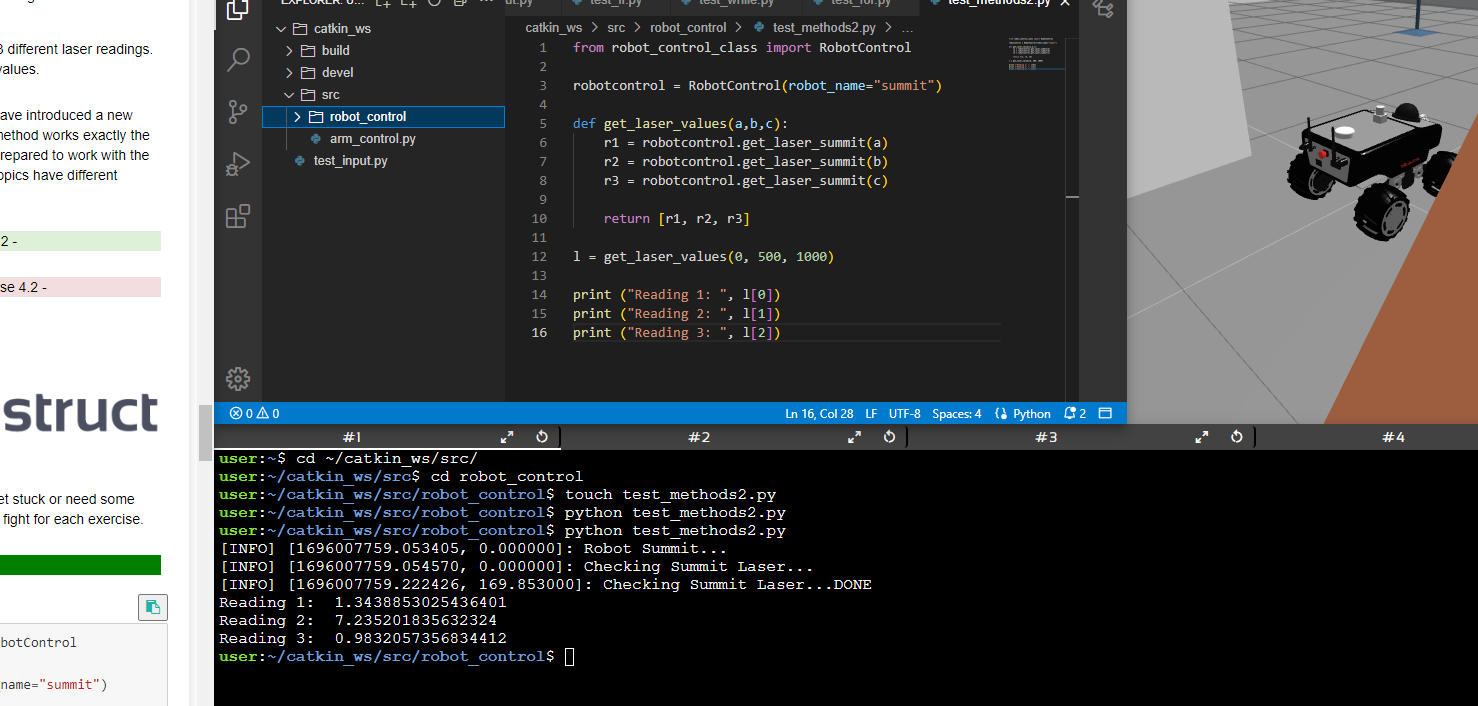 3 different laser readings.
values.
ave introduced a new
method works exactly the
repared to work with the
opics have different
2 -
se 4.2 -
struct
et stuck or need some
fight for each exercise.
botControl
name="summit")
EXPLORER:
test_if.py
test_while.py
test_for.py
test_methods2.py
catkin_ws
build
devel
src
robot_control
arm_control.py
test_input.py
catkin_ws > src > robot_control > test_methods2.py > ...
1 from robot_control_class import RobotControl
2
3 robotcontrol = RobotControl(robot_name="summit")
4
5 def get_laser_values(a,b,c):
6 r1 = robotcontrol.get_laser_summit(a)
7 r2 = robotcontrol.get_laser_summit(b)
8 r3 = robotcontrol.get_laser_summit(c)
9
10 return [r1, r2, r3]
11
12 l = get_laser_values(0, 500, 1000)
13
14 print ("Reading 1: ", l[0])
15 print ("Reading 2: ", l[1])
16 print ("Reading 3: ", l[2])
0 0 Ln 16, Col 28 LF UTF-8 Spaces: 4 Python 2
#1 #2 #3 #4
user:~$ cd ~/catkin_ws/src/
user:~/catkin_ws/src$ cd robot_control
user:~/catkin_ws/src/robot_control$ touch test_methods2.py
user:~/catkin_ws/src/robot_control$ python test_methods2.py
user:~/catkin_ws/src/robot_control$ python test_methods2.py
[INFO] [1696007759.053405, 0.000000]: Robot Summit...
[INFO] [1696007759.054570, 0.000000]: Checking Summit Laser...
[INFO] [1696007759.222426, 169.853000]: Checking Summit Laser...DONE
Reading 1:  1.3438853025436401
Reading 2:  7.235201835632324
Reading 3:  0.9832057356834412
user:~/catkin_ws/src/robot_control$